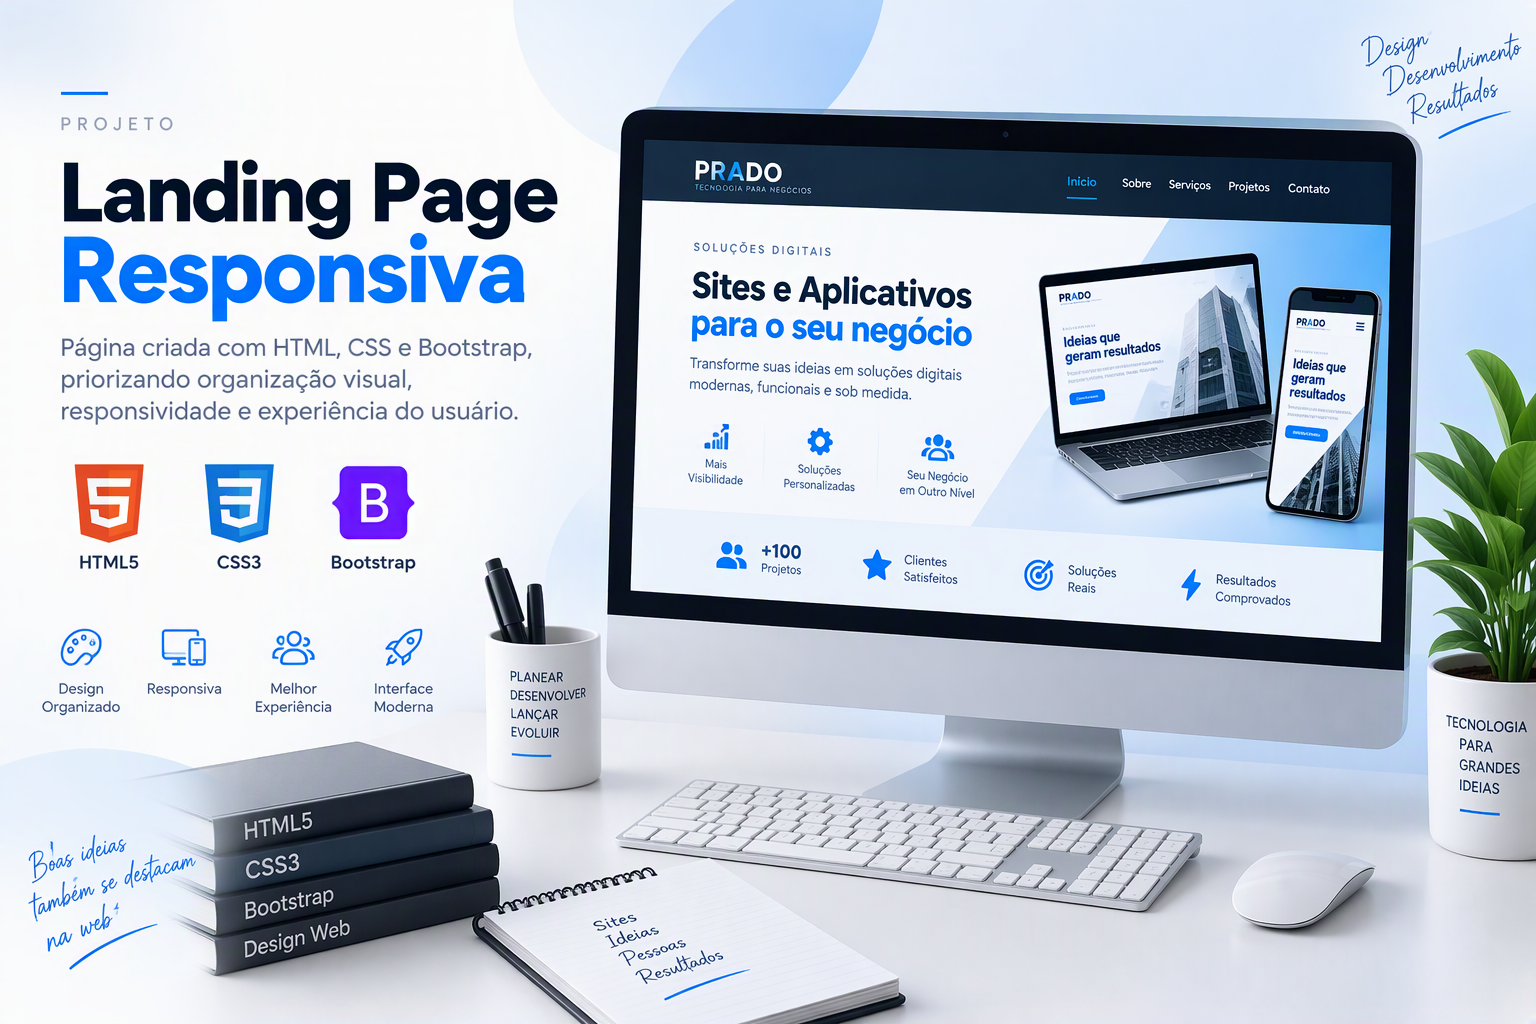 PROJETO
Landing Page
Responsiva
Página criada com HTML, CSS e Bootstrap,
priorizando organização visual,
responsividade e experiência do usuário.
HTML5
CSS3
Bootstrap
Design
Organizado
Responsiva
Melhor
Experiência
Interface
Moderna
Design
Desenvolvimento
Resultados
PRADO
TECNOLOGIA PARA NEGÓCIOS
Início
Sobre
Serviços
Projetos
Contato
SOLUÇÕES DIGITAIS
Sites e Aplicativos
para o seu negócio
Transforme suas ideias em soluções digitais
modernas, funcionais e sob medida.
Mais
Visibilidade
Soluções
Personalizadas
Seu Negócio
em Outro Nível
PRADO
Ideias que
geram resultados
PRADO
Ideias que
geram
resultados
+100
Projetos
Clientes
Satisfeitos
Soluções
Reais
Resultados
Comprovados
PLANEAR
DESENVOLVER
LANÇAR
EVOLUIR
TECNOLOGIA
PARA
GRANDES
IDEIAS
HTML5
CSS3
Bootstrap
Design Web
Boas ideias
também se destacam
na web
Sites
Ideias
Pessoas
Resultados